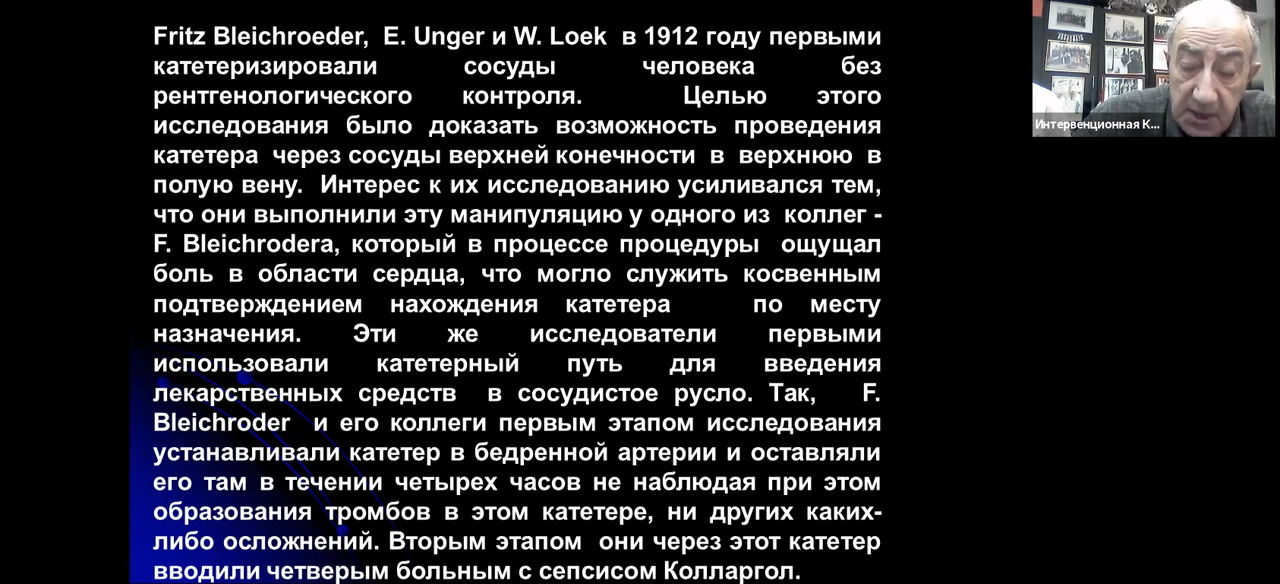 Fritz Bleichroeder, E. Unger и W. Loek в 1912 году первыми
катетеризировали сосуды человека без
рентгенологического контроля. Целью этого
исследования было доказать возможность проведения
катетера через сосуды верхней конечности в верхнюю в
полую вену. Интерес к их исследованию усиливался тем,
что они выполнили эту манипуляцию у одного из коллег -
F. Bleichrodera, который в процессе процедуры ощущал
боль в области сердца, что могло служить косвенным
подтверждением нахождения катетера по месту
назначения. Эти же исследователи первыми
использовали катетерный путь для введения
лекарственных средств в сосудистое русло. Так, F.
Bleichroder и его коллеги первым этапом исследования
устанавливали катетер в бедренной артерии и оставляли
его там в течении четырех часов не наблюдая при этом
образования тромбов в этом катетере, ни других каких-
либо осложнений. Вторым этапом они через этот катетер
вводили четверым больным с сепсисом Колларгол.
Интервенционная К...